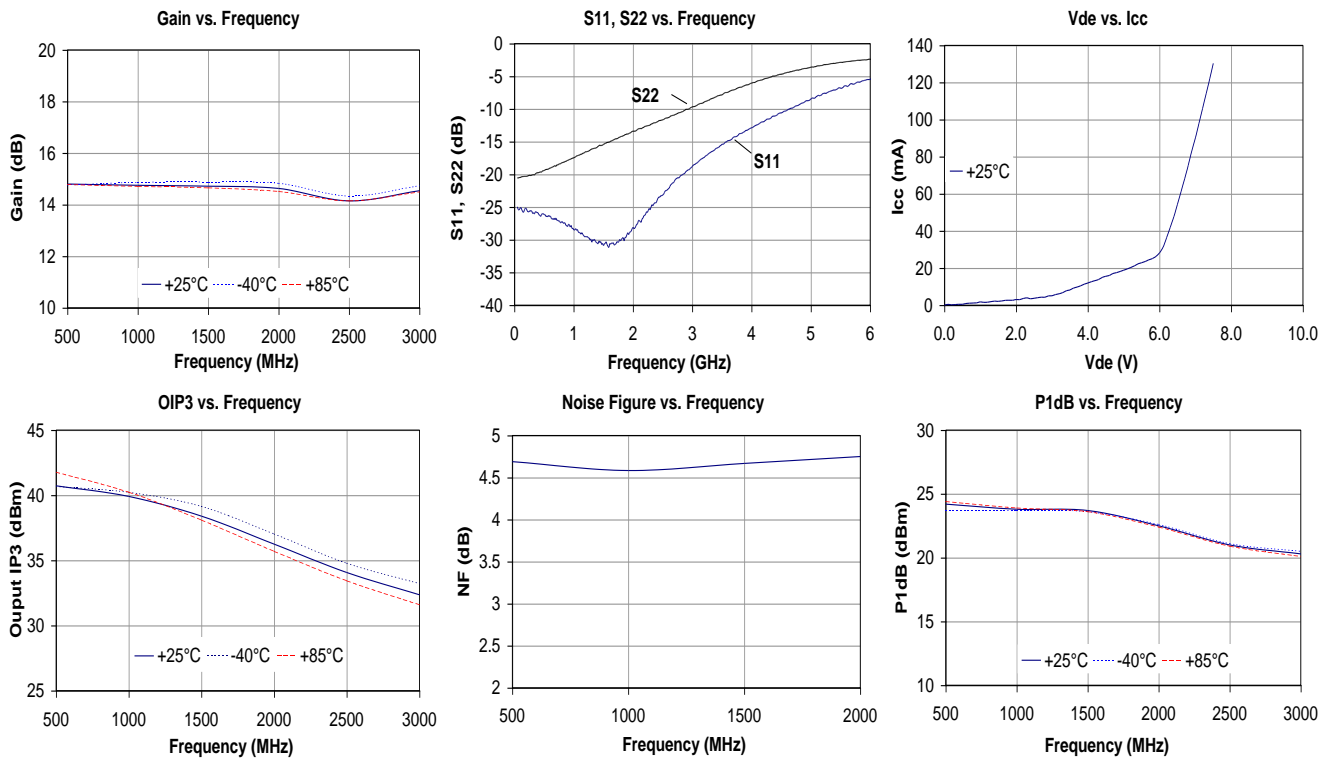 Gain vs. Frequency
20
18
16
14
12
10
Gain (dB)
+25°C -40°C +85°C
500 1000 1500 2000 2500 3000
Frequency (MHz)
S11, S22 vs. Frequency
0
-5
-10
-15
-20
-25
-30
-35
-40
S11, S22 (dB)
S22
S11
0 1 2 3 4 5 6
Frequency (GHz)
Vde vs. Icc
140
120
100
80
60
40
20
0
Icc (mA)
+25°C
0.0 2.0 4.0 6.0 8.0 10.0
Vde (V)
OIP3 vs. Frequency
45
40
35
30
25
Ouput IP3 (dBm)
+25°C -40°C +85°C
500 1000 1500 2000 2500 3000
Frequency (MHz)
Noise Figure vs. Frequency
5
4.5
4
3.5
3
2.5
2
NF (dB)
500 1000 1500 2000
Frequency (MHz)
P1dB vs. Frequency
30
25
20
15
10
P1dB (dBm)
+25°C -40°C +85°C
500 1000 1500 2000 2500 3000
Frequency (MHz)